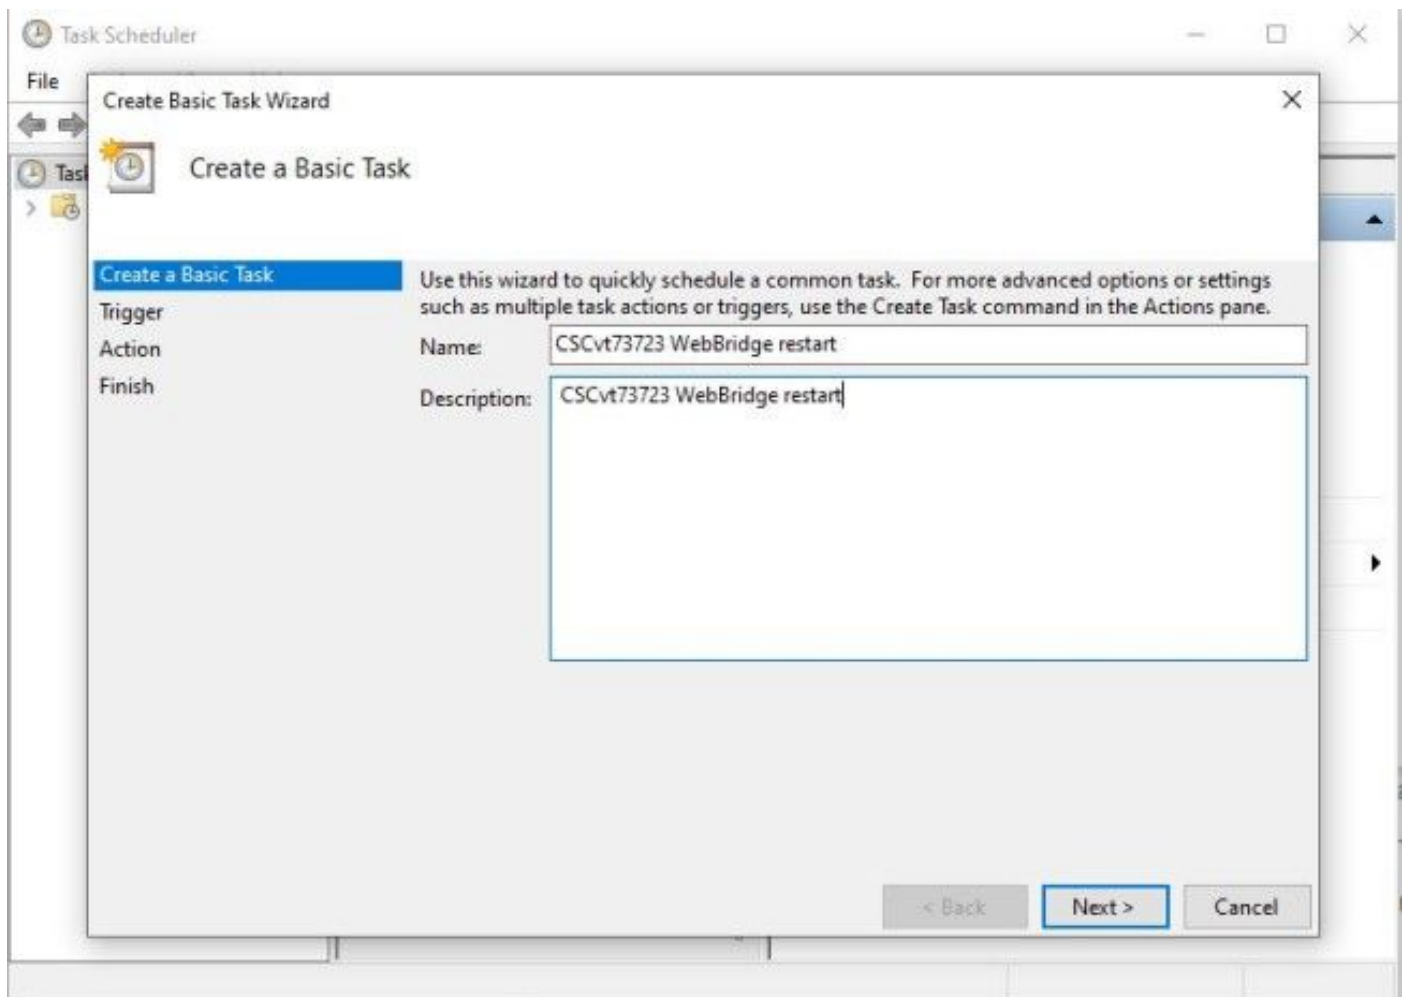 Task Scheduler
File
Create Basic Task Wizard
Create a Basic Task
Create a Basic Task
Trigger
Action
Finish
Use this wizard to quickly schedule a common task. For more advanced options or settings
such as multiple task actions or triggers, use the Create Task command in the Actions pane.
Name:
CSCvt73723 WebBridge restart
Description:
CSCvt73723 WebBridge restart
< Back
Next >
Cancel